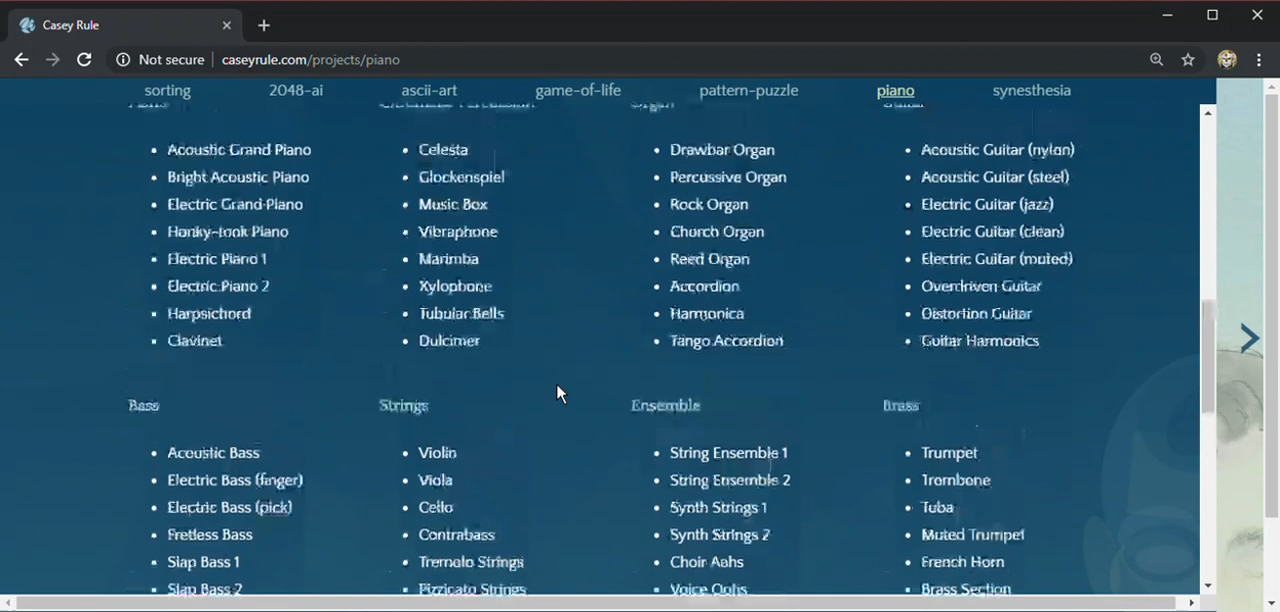 Casey Rule
Not secure caseyrule.com/projects/piano
sorting 2048-ai ascii-art game-of-life pattern-puzzle piano synesthesia
Organ
Acoustic Grand Piano
Bright Acoustic Piano
Electric Grand Piano
Honky-tonk Piano
Electric Piano 1
Electric Piano 2
Harpsichord
Clavinet
Celesta
Glockenspiel
Music Box
Vibraphone
Marimba
Xylophone
Tubular Bells
Dulcimer
Drawbar Organ
Percussive Organ
Rock Organ
Church Organ
Reed Organ
Accordion
Harmonica
Tango Accordion
Acoustic Guitar (nylon)
Acoustic Guitar (steel)
Electric Guitar (jazz)
Electric Guitar (clean)
Electric Guitar (muted)
Overdriven Guitar
Distortion Guitar
Guitar Harmonics
Bass
Acoustic Bass
Electric Bass (finger)
Electric Bass (pick)
Fretless Bass
Slap Bass 1
Slap Bass 2
Strings
Violin
Viola
Cello
Contrabass
Tremolo Strings
Pizzicato Strings
Ensemble
String Ensemble 1
String Ensemble 2
Synth Strings 1
Synth Strings 2
Choir Aahs
Voice Oohs
Brass
Trumpet
Trombone
Tuba
Muted Trumpet
French Horn
Brass Section